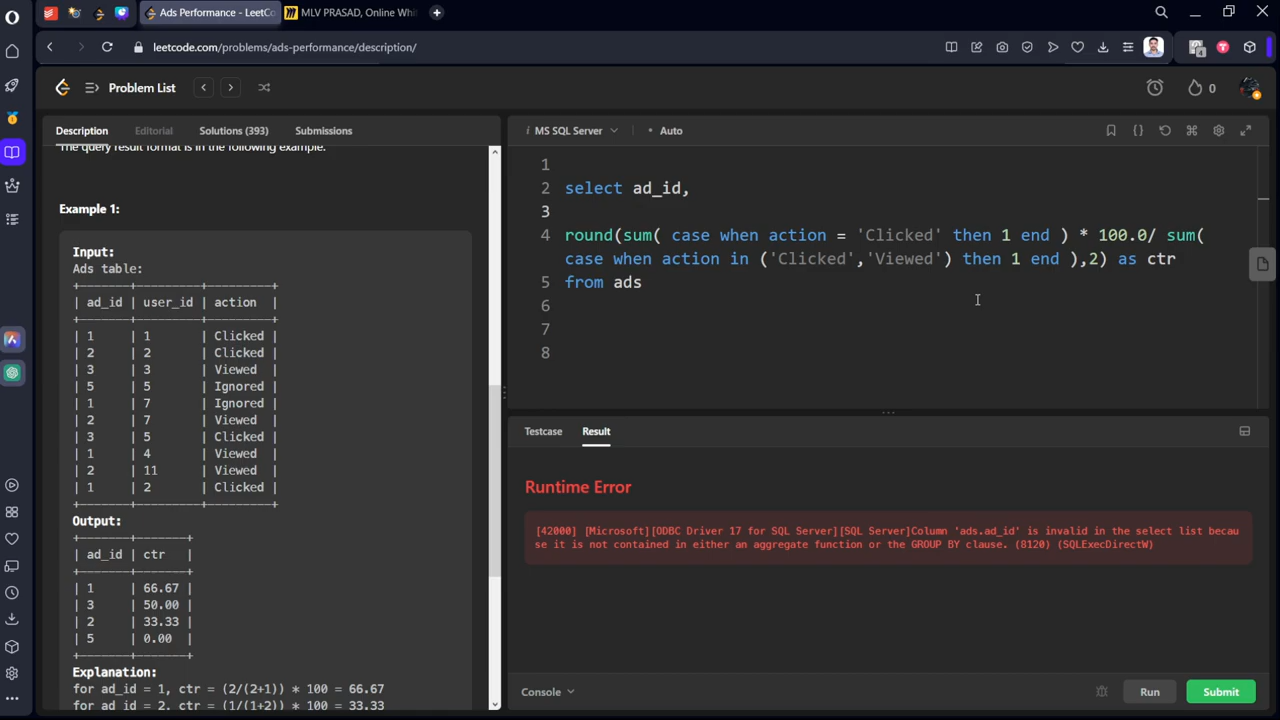 Ads Performance - LeetCo
MLV PRASAD, Online Whi
leetcode.com/problems/ads-performance/description/
Problem List
0
Description
Editorial
Solutions (393)
Submissions
i MS SQL Server
• Auto
The query result format is in the following example.
Example 1:
Input:
Ads table:
+-------+---------+---------+
| ad_id | user_id | action |
+-------+---------+---------+
| 1 | 1 | Clicked |
| 2 | 2 | Clicked |
| 3 | 3 | Viewed |
| 5 | 5 | Ignored |
| 1 | 7 | Ignored |
| 2 | 7 | Viewed |
| 3 | 5 | Clicked |
| 1 | 4 | Viewed |
| 2 | 11 | Viewed |
| 1 | 2 | Clicked |
+-------+---------+---------+
Output:
+-------+-------+
| ad_id | ctr |
+-------+-------+
| 1 | 66.67 |
| 3 | 50.00 |
| 2 | 33.33 |
| 5 | 0.00 |
+-------+-------+
Explanation:
for ad_id = 1, ctr = (2/(2+1)) * 100 = 66.67
for ad_id = 2, ctr = (1/(1+2)) * 100 = 33.33
1
2 select ad_id,
3
4 round(sum( case when action = 'Clicked' then 1 end ) * 100.0/ sum(
case when action in ('Clicked','Viewed') then 1 end ),2) as ctr
5 from ads
6
7
8
Testcase
Result
Runtime Error
[42000] [Microsoft][ODBC Driver 17 for SQL Server][SQL Server]Column 'ads.ad_id' is invalid in the select list becau
se it is not contained in either an aggregate function or the GROUP BY clause. (8120) (SQLExecDirectW)
Console
Run
Submit